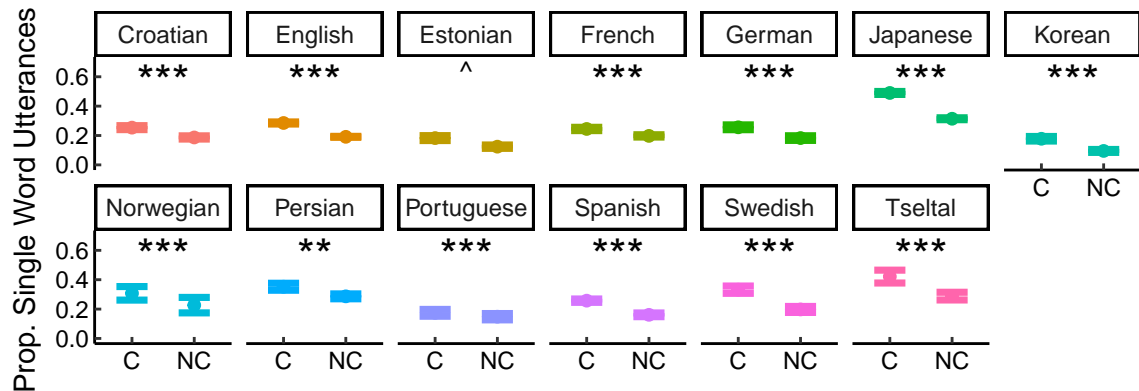 Prop. Single Word Utterances
Croatian English Estonian French German Japanese Korean
*** *** ^ *** *** *** ***
0.6
0.4
0.2
0.0
C NC
Norwegian Persian Portuguese Spanish Swedish Tseltal
*** ** *** *** *** ***
0.6
0.4
0.2
0.0
C NC C NC C NC C NC C NC C NC